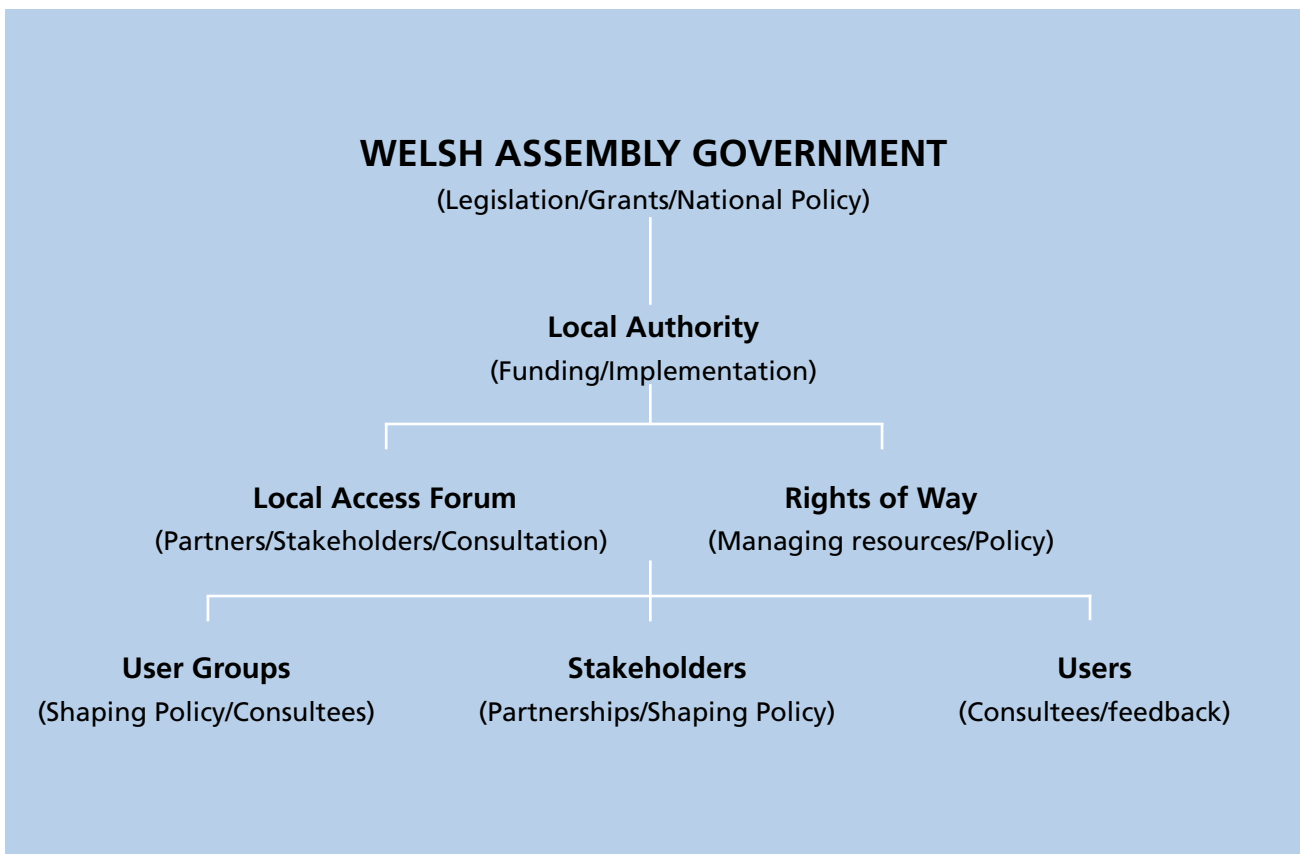 WELSH ASSEMBLY GOVERNMENT
(Legislation/Grants/National Policy)
Local Authority
(Funding/Implementation)
Local Access Forum
(Partners/Stakeholders/Consultation)
Rights of Way
(Managing resources/Policy)
User Groups
(Shaping Policy/Consultees)
Stakeholders
(Partnerships/Shaping Policy)
Users
(Consultees/feedback)